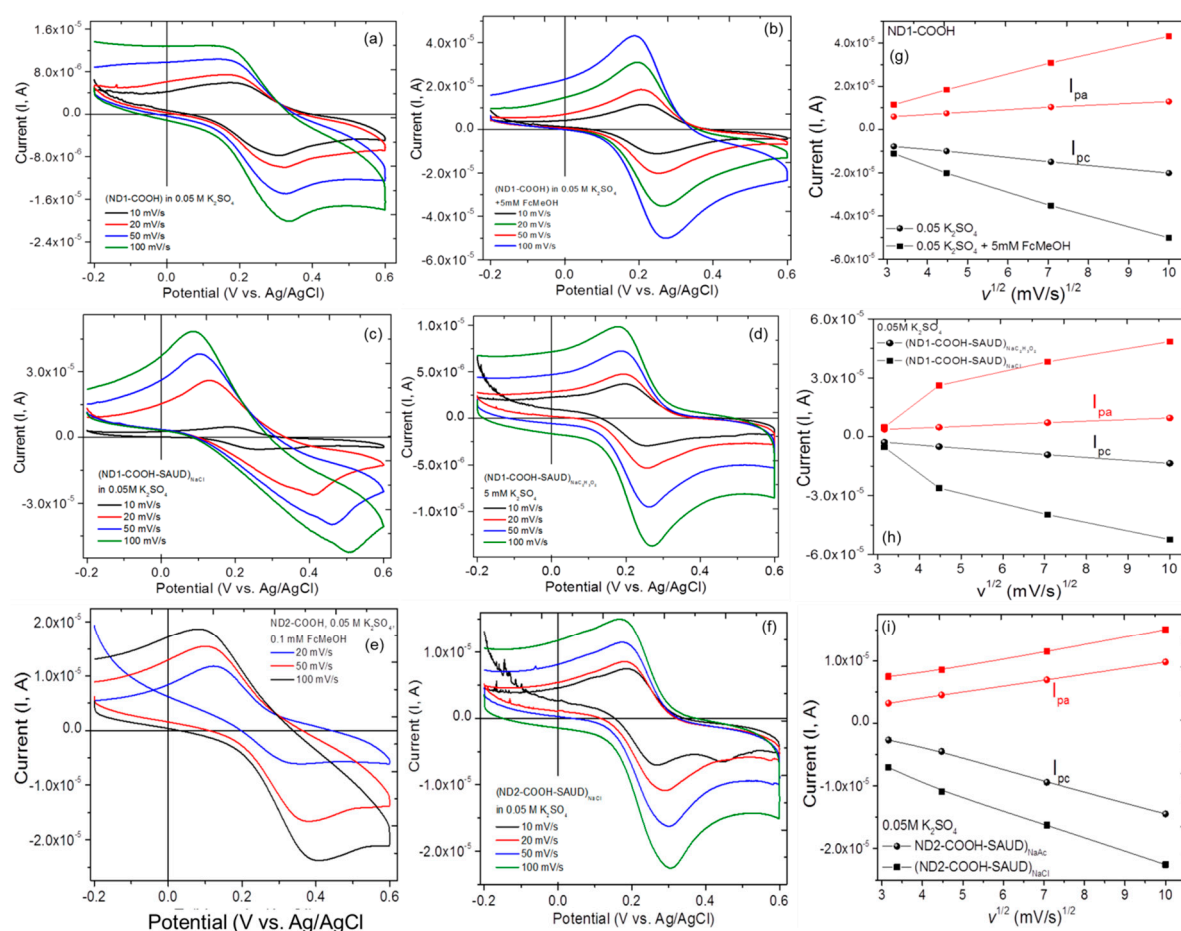 (a)
1.6x10⁻⁵
8.0x10⁻⁶
0.0
-8.0x10⁻⁶
-1.6x10⁻⁵
-2.4x10⁻⁵
Current (I, A)
(ND1-COOH) in 0.05 M K₂SO₄
10 mV/s
20 mV/s
50 mV/s
100 mV/s
-0.2 0.0 0.2 0.4 0.6
Potential (V vs. Ag/AgCl)
(b)
4.0x10⁻⁵
2.0x10⁻⁵
0.0
-2.0x10⁻⁵
-4.0x10⁻⁵
-6.0x10⁻⁵
Current (I, A)
(ND1-COOH) in 0.05 M K₂SO₄
+5mM FcMeOH
10 mV/s
20 mV/s
50 mV/s
100 mV/s
-0.2 0.0 0.2 0.4 0.6
Potential (V vs. Ag/AgCl)
ND1-COOH
(g)
4.0x10⁻⁵
2.0x10⁻⁵
0.0
-2.0x10⁻⁵
-4.0x10⁻⁵
-6.0x10⁻⁵
Current (I, A)
Iₚₐ
Iₚc
0.05 K₂SO₄
0.05 K₂SO₄ + 5mM FcMeOH
3 4 5 6 7 8 9 10
v¹/² (mV/s)¹/²
(c)
3.0x10⁻⁵
0.0
-3.0x10⁻⁵
Current (I, A)
(ND1-COOH-SAUD)NaCl
in 0.05M K₂SO₄
10 mV/s
20 mV/s
50 mV/s
100 mV/s
-0.2 0.0 0.2 0.4 0.6
Potential (V vs. Ag/AgCl)
(d)
1.0x10⁻⁵
5.0x10⁻⁶
0.0
-5.0x10⁻⁶
-1.0x10⁻⁵
Current (I, A)
(ND1-COOH-SAUD)NaC₂H₃O₂
5 mM K₂SO₄
10 mV/s
20 mV/s
50 mV/s
100 mV/s
-0.2 0.0 0.2 0.4 0.6
Potential (V vs. Ag/AgCl)
6.0x10⁻⁵
3.0x10⁻⁵
0.0
-3.0x10⁻⁵
-6.0x10⁻⁵
Current (I, A)
0.05M K₂SO₄
(ND1-COOH-SAUD)NaC₂H₃O₂
(ND1-COOH-SAUD)NaCl
Iₚₐ
Iₚc
(h)
3 4 5 6 7 8 9 10
v¹/² (mV/s)¹/²
(e)
2.0x10⁻⁵
1.0x10⁻⁵
0.0
-1.0x10⁻⁵
-2.0x10⁻⁵
Current (I, A)
ND2-COOH, 0.05 M K₂SO₄,
0.1 mM FcMeOH
20 mV/s
50 mV/s
100 mV/s
-0.2 0.0 0.2 0.4 0.6
Potential (V vs. Ag/AgCl
(f)
1.0x10⁻⁵
0.0
-1.0x10⁻⁵
-2.0x10⁻⁵
Current (I, A)
(ND2-COOH-SAUD)NaCl
in 0.05 M K₂SO₄
10 mV/s
20 mV/s
50 mV/s
100 mV/s
-0.2 0.0 0.2 0.4 0.6
Potential (V vs. Ag/AgCl)
(i)
1.0x10⁻⁵
0.0
-1.0x10⁻⁵
-2.0x10⁻⁵
Current (I, A)
Iₚₐ
Iₚc
0.05M K₂SO₄
ND2-COOH-SAUD)NaAc
(ND2-COOH-SAUD)NaCl
3 4 5 6 7 8 9 10
v¹/² (mV/s)¹/²